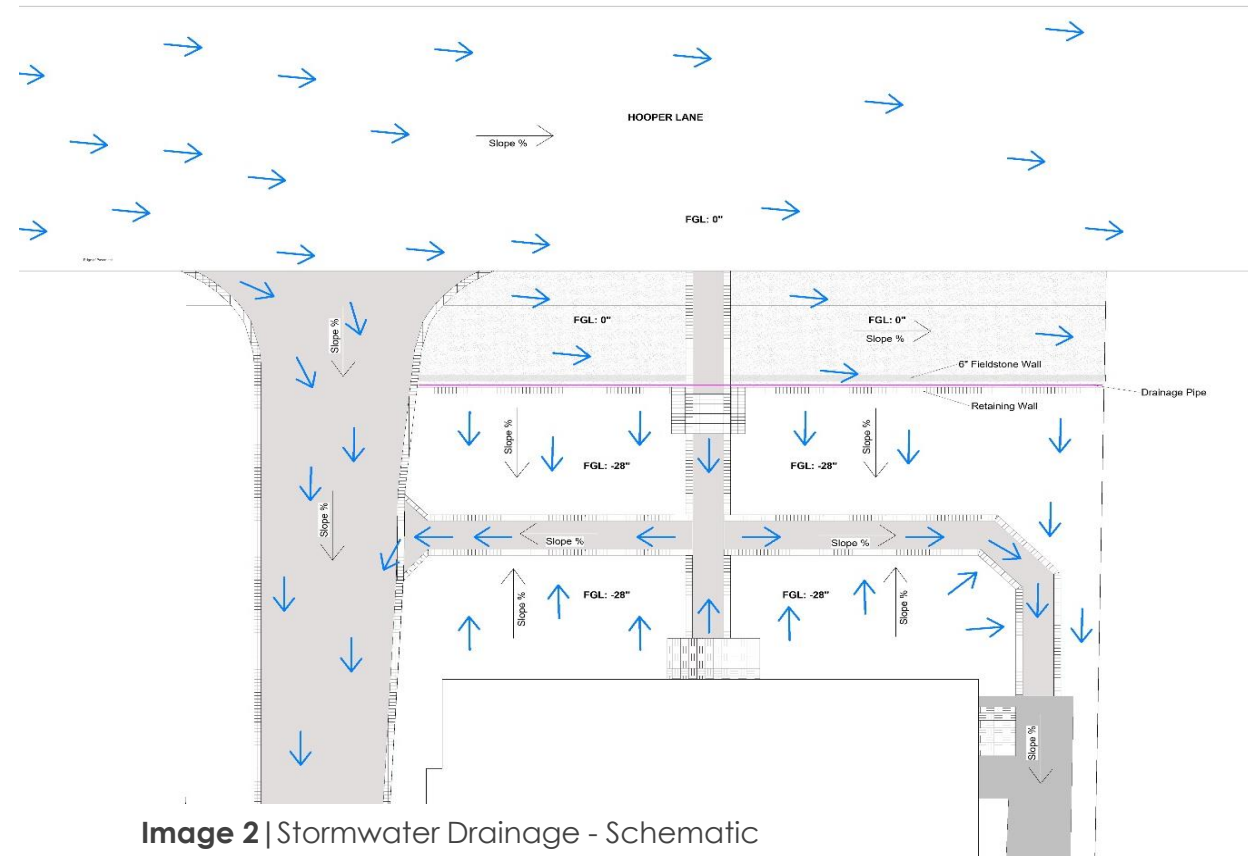 HOOPER LANE
Slope %
FGL: 0"
Slope %
FGL: 0"
FGL: 0"
Slope %
6" Fieldstone Wall
Drainage Pipe
Retaining Wall
Slope %
Slope %
FGL: -28"
FGL: -28"
Slope %
Slope %
Slope %
FGL: -28"
FGL: -28"
Slope %
Slope %
Slope %
Image 2|Stormwater Drainage - Schematic